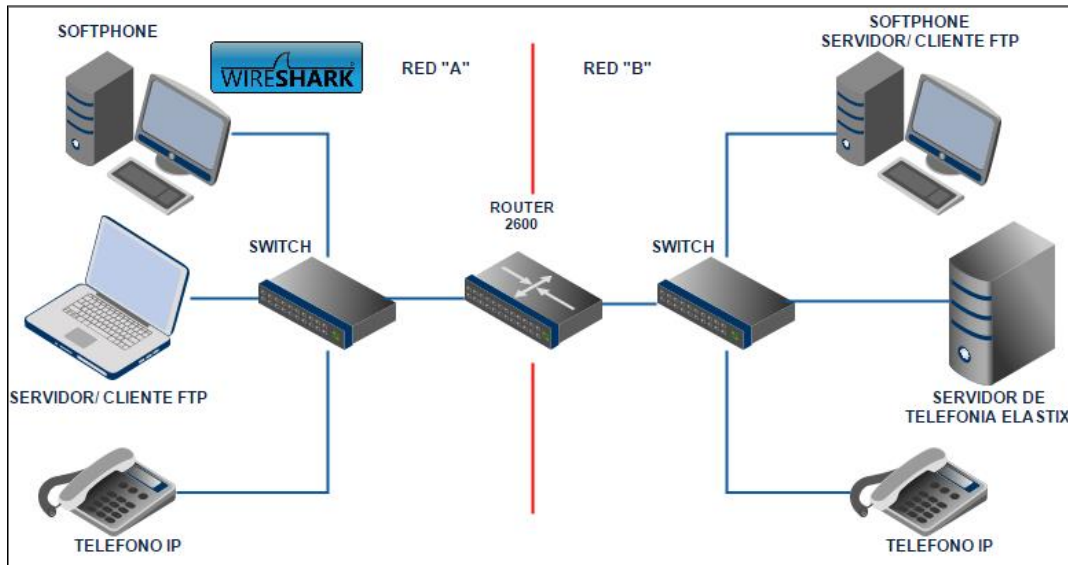 SOFTPHONE
WIRESHARK
RED "A"
RED "B"
SOFTPHONE
SERVIDOR/ CLIENTE FTP
ROUTER
2600
SWITCH
SWITCH
SERVIDOR/ CLIENTE FTP
SERVIDOR DE
TELEFONIA ELASTIX
TELEFONO IP
TELEFONO IP